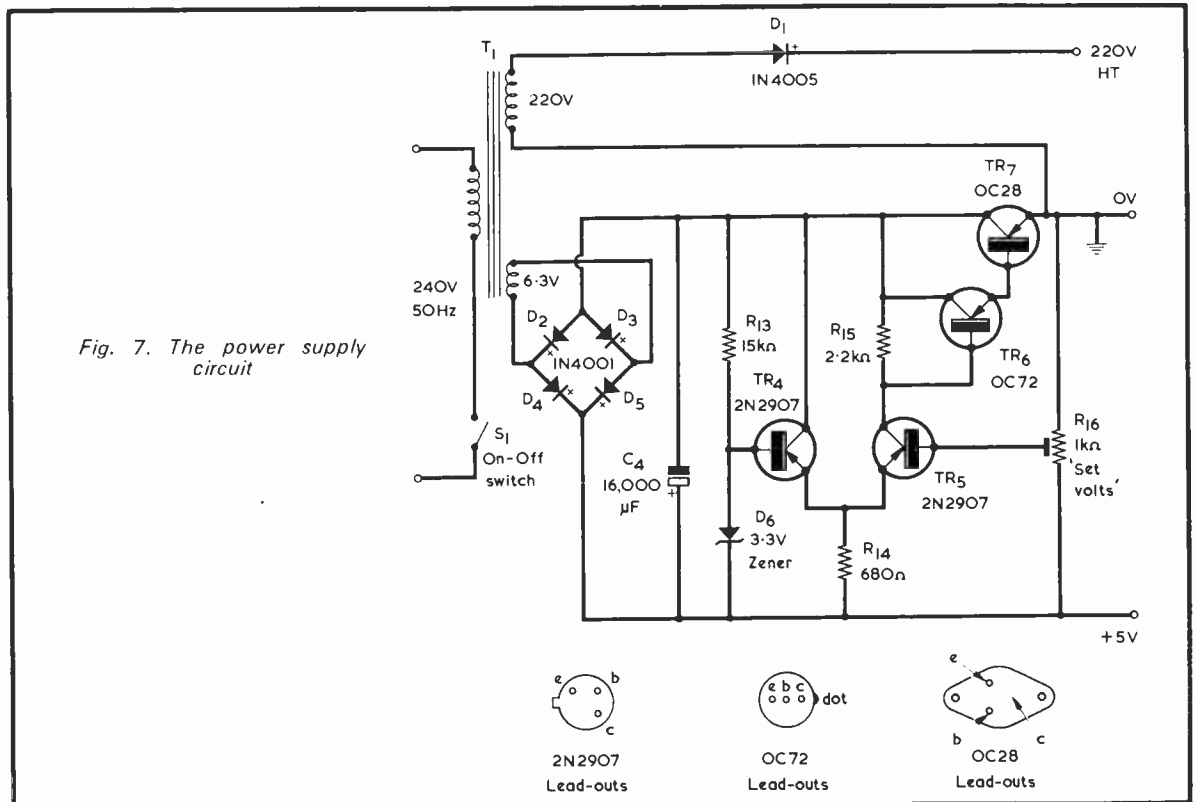 D1
1N4005
220V
HT
T1
220V
TR7
OC28
0V
6.3V
240V
50Hz
D2
D3
1N4001
D4
D5
R13
15kΩ
R15
2.2kΩ
TR6
OC72
TR4
2N2907
R16
1kΩ
'Set
volts'
Fig. 7. The power supply
circuit
S1
On-Off
switch
C4
16,000
µF
+
TR5
2N2907
D6
3.3V
Zener
R14
680Ω
+5V
e
b
c
2N2907
Lead-outs
e b c
dot
OC72
Lead-outs
e
b
c
OC28
Lead-outs